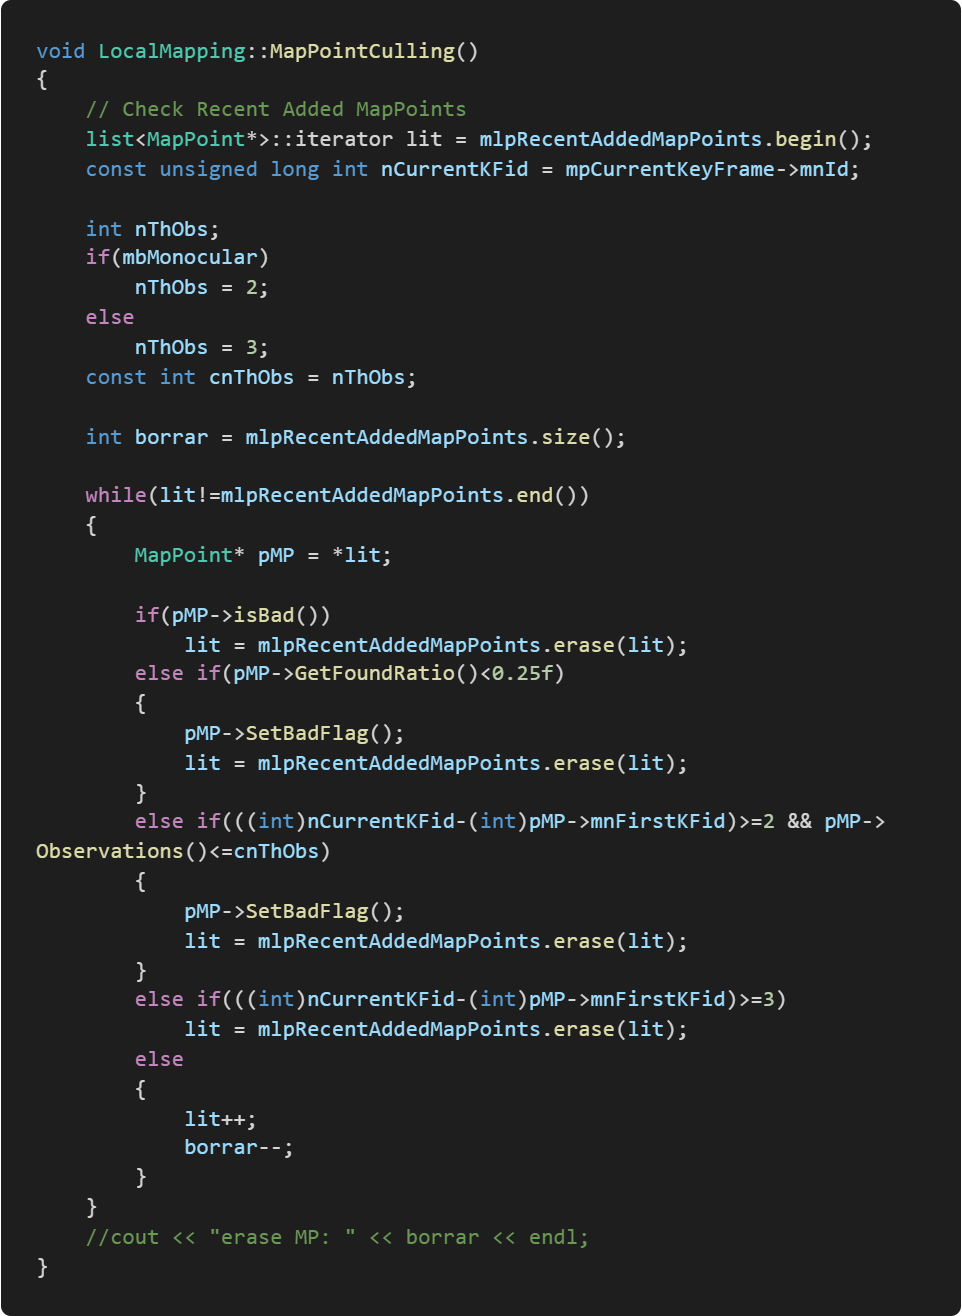 void LocalMapping::MapPointCulling()
{
    // Check Recent Added MapPoints
    list<MapPoint*>::iterator lit = mlpRecentAddedMapPoints.begin();
    const unsigned long int nCurrentKFid = mpCurrentKeyFrame->mnId;

    int nThObs;
    if(mbMonocular)
        nThObs = 2;
    else
        nThObs = 3;
    const int cnThObs = nThObs;

    int borrar = mlpRecentAddedMapPoints.size();

    while(lit!=mlpRecentAddedMapPoints.end())
    {
        MapPoint* pMP = *lit;

        if(pMP->isBad())
            lit = mlpRecentAddedMapPoints.erase(lit);
        else if(pMP->GetFoundRatio()<0.25f)
        {
            pMP->SetBadFlag();
            lit = mlpRecentAddedMapPoints.erase(lit);
        }
        else if(((int)nCurrentKFid-(int)pMP->mnFirstKFid)>=2 && pMP->
Observations()<=cnThObs)
        {
            pMP->SetBadFlag();
            lit = mlpRecentAddedMapPoints.erase(lit);
        }
        else if(((int)nCurrentKFid-(int)pMP->mnFirstKFid)>=3)
            lit = mlpRecentAddedMapPoints.erase(lit);
        else
        {
            lit++;
            borrar--;
        }
    }
    //cout << "erase MP: " << borrar << endl;
}